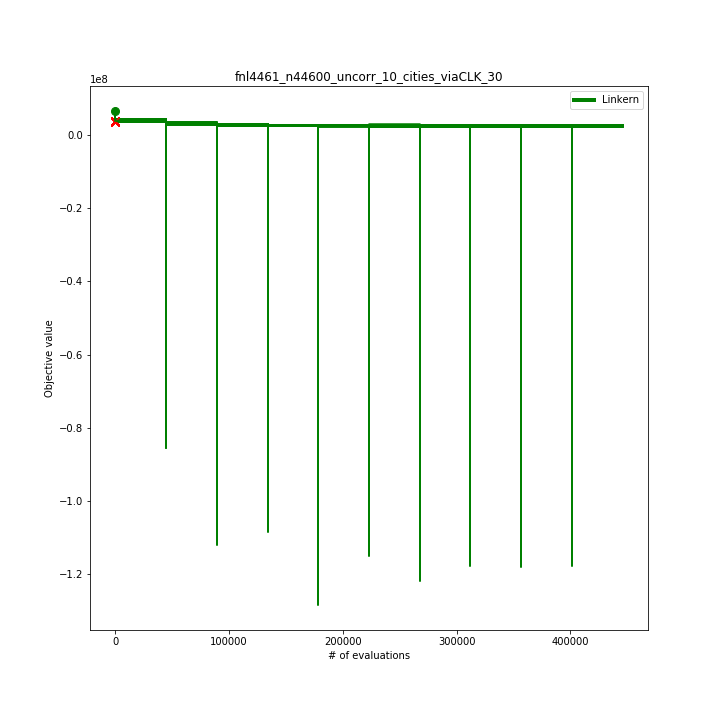 fnl4461_n44600_uncorr_10_cities_viaCLK_30
1e8
Linkern
0.0
−0.2
−0.4
−0.6
−0.8
−1.0
−1.2
Objective value
0
100000
200000
300000
400000
# of evaluations